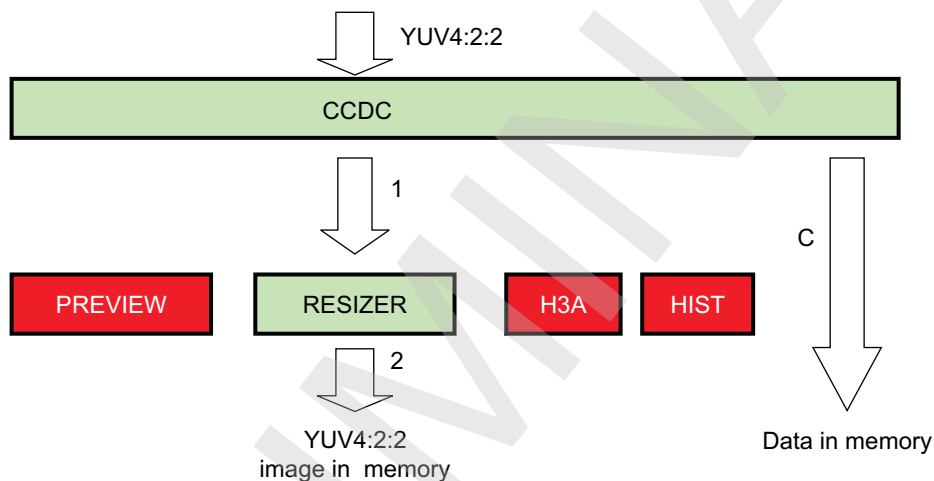 YUV4:2:2
CCDC
1
C
PREVIEW
RESIZER
H3A
HIST
2
YUV4:2:2
image in memory
Data in memory